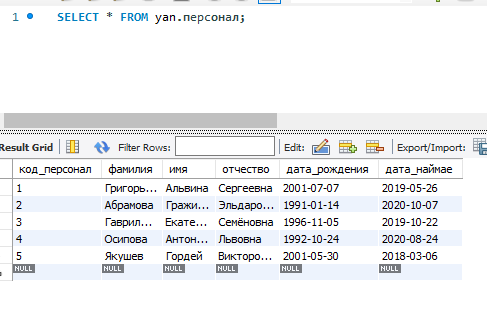 1 SELECT * FROM yan.персонал;
Result Grid Filter Rows: Edit: Export/Import:
код_персонал фамилия имя отчество дата_рождения дата_наймае
1 Григорь... Альвина Сергеевна 2001-07-07 2019-05-26
2 Абрамова Гражи... Эльдаро... 1991-01-14 2020-10-07
3 Гаврил... Екате... Семёновна 1996-11-05 2019-10-22
4 Осипова Антон... Львовна 1992-10-24 2020-08-24
5 Якушев Гордей Викторо... 2001-05-30 2018-03-06
NULL NULL NULL NULL NULL NULL